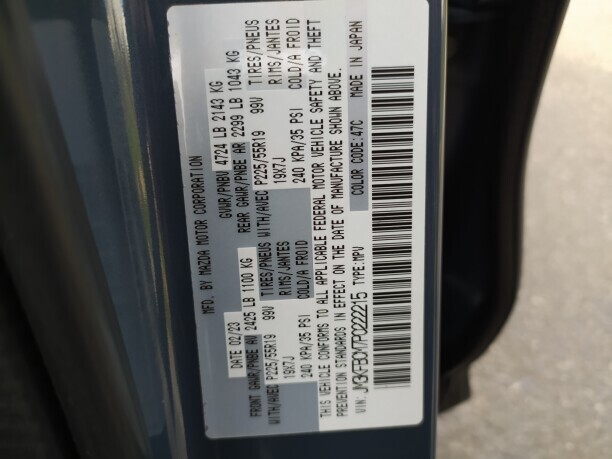 MFD. BY MAZDA MOTOR CORPORATION
DATE 02/23 GVWR/PNBV 4724 LB 2143 KG
FRONT GAWR/PNBE AV 2425 LB 1100 KG REAR GAWR/PNBE AR 2299 LB 1043 KG
WITH/AVEC P225/55R19 99V TIRES/PNEUS WITH/AVEC P225/55R19 99V TIRES/PNEUS
19X7J RIMS/JANTES 19X7J RIMS/JANTES
240 KPA/35 PSI COLD/A FROID 240 KPA/35 PSI COLD/A FROID
THIS VEHICLE CONFORMS TO ALL APPLICABLE FEDERAL MOTOR VEHICLE SAFETY AND THEFT
PREVENTION STANDARDS IN EFFECT ON THE DATE OF MANUFACTURE SHOWN ABOVE.
VIN: TYPE: MPV COLOR CODE: 47C MADE IN JAPAN